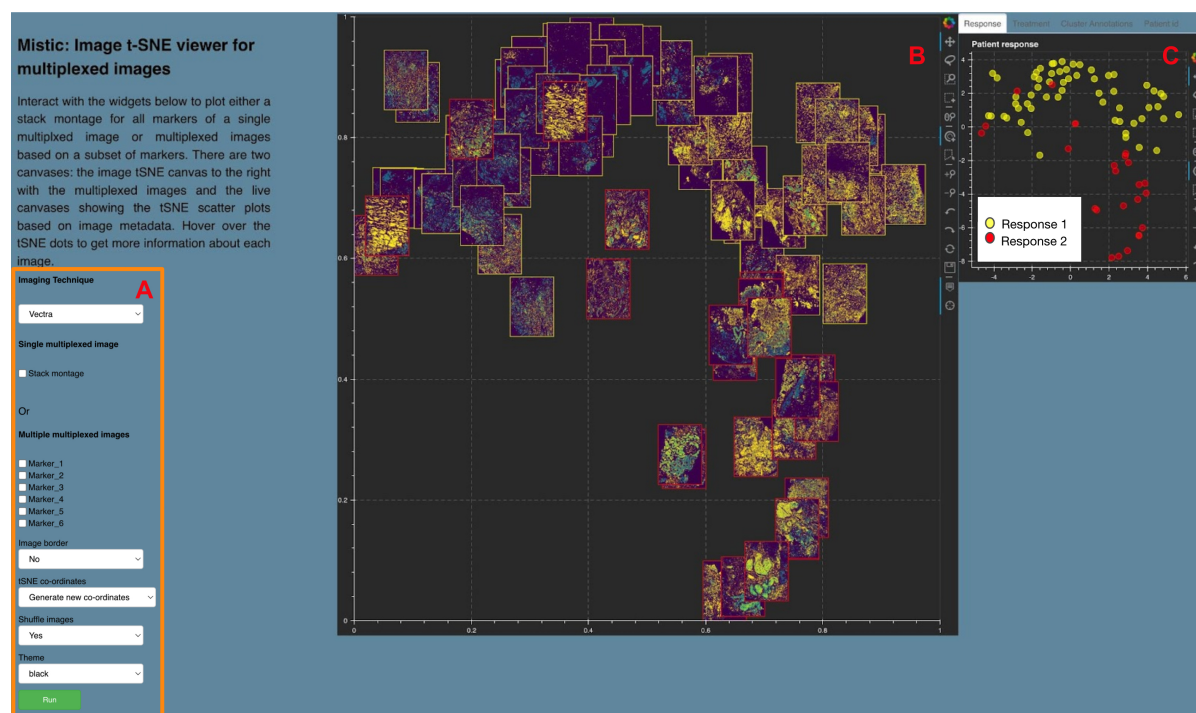 Mistic: Image t-SNE viewer for
multiplexed images
Interact with the widgets below to plot either a
stack montage for all markers of a single
multiplxed image or multiplexed images
based on a subset of markers. There are two
canvases: the image tSNE canvas to the right
with the multiplexed images and the live
canvases showing the tSNE scatter plots
based on image metadata. Hover over the
tSNE dots to get more information about each
image.
A
Imaging Technique
Vectra
Single multiplexed image
Stack montage
Or
Multiple multiplexed images
Marker_1
Marker_2
Marker_3
Marker_4
Marker_5
Marker_6
Image border
No
tSNE co-ordinates
Generate new co-ordinates
Shuffle images
Yes
Theme
black
Run
B
1
0.8
0.6
0.4
0.2
0
0 0.2 0.4 0.6 0.8 1
Response Treatment Cluster Annotations Patient id
Patient response
C
4
2
0
-2
-4
-6
-8
Response 1
Response 2
-4 -2 0 2 4 6